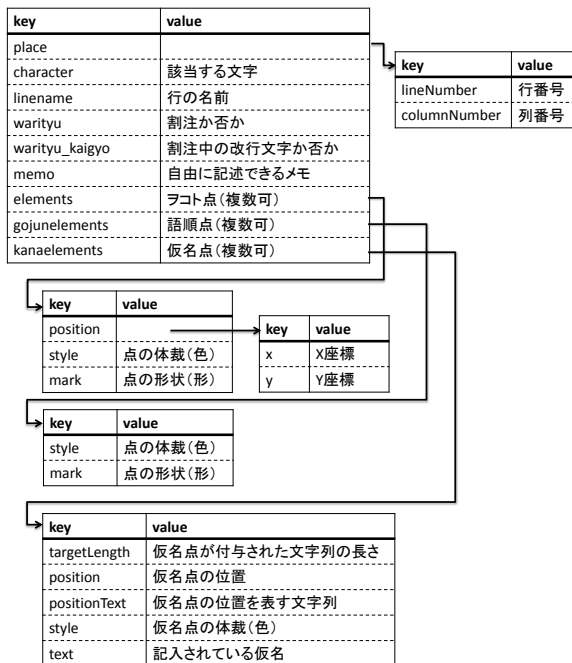 key value
place
character 該当する文字
linename 行の名前
warityu 割注か否か
warityu_kaigyo 割注中の改行文字か否か
memo 自由に記述できるメモ
elements ヲコト点(複数可)
gojunelements 語順点(複数可)
kanaelements 仮名点(複数可)
key value
lineNumber 行番号
columnNumber 列番号
key value
position
style 点の体裁(色)
mark 点の形状(形)
key value
x X座標
y Y座標
key value
style 点の体裁(色)
mark 点の形状(形)
key value
targetLength 仮名点が付与された文字列の長さ
position 仮名点の位置
positionText 仮名点の位置を表す文字列
style 仮名点の体裁(色)
text 記入されている仮名